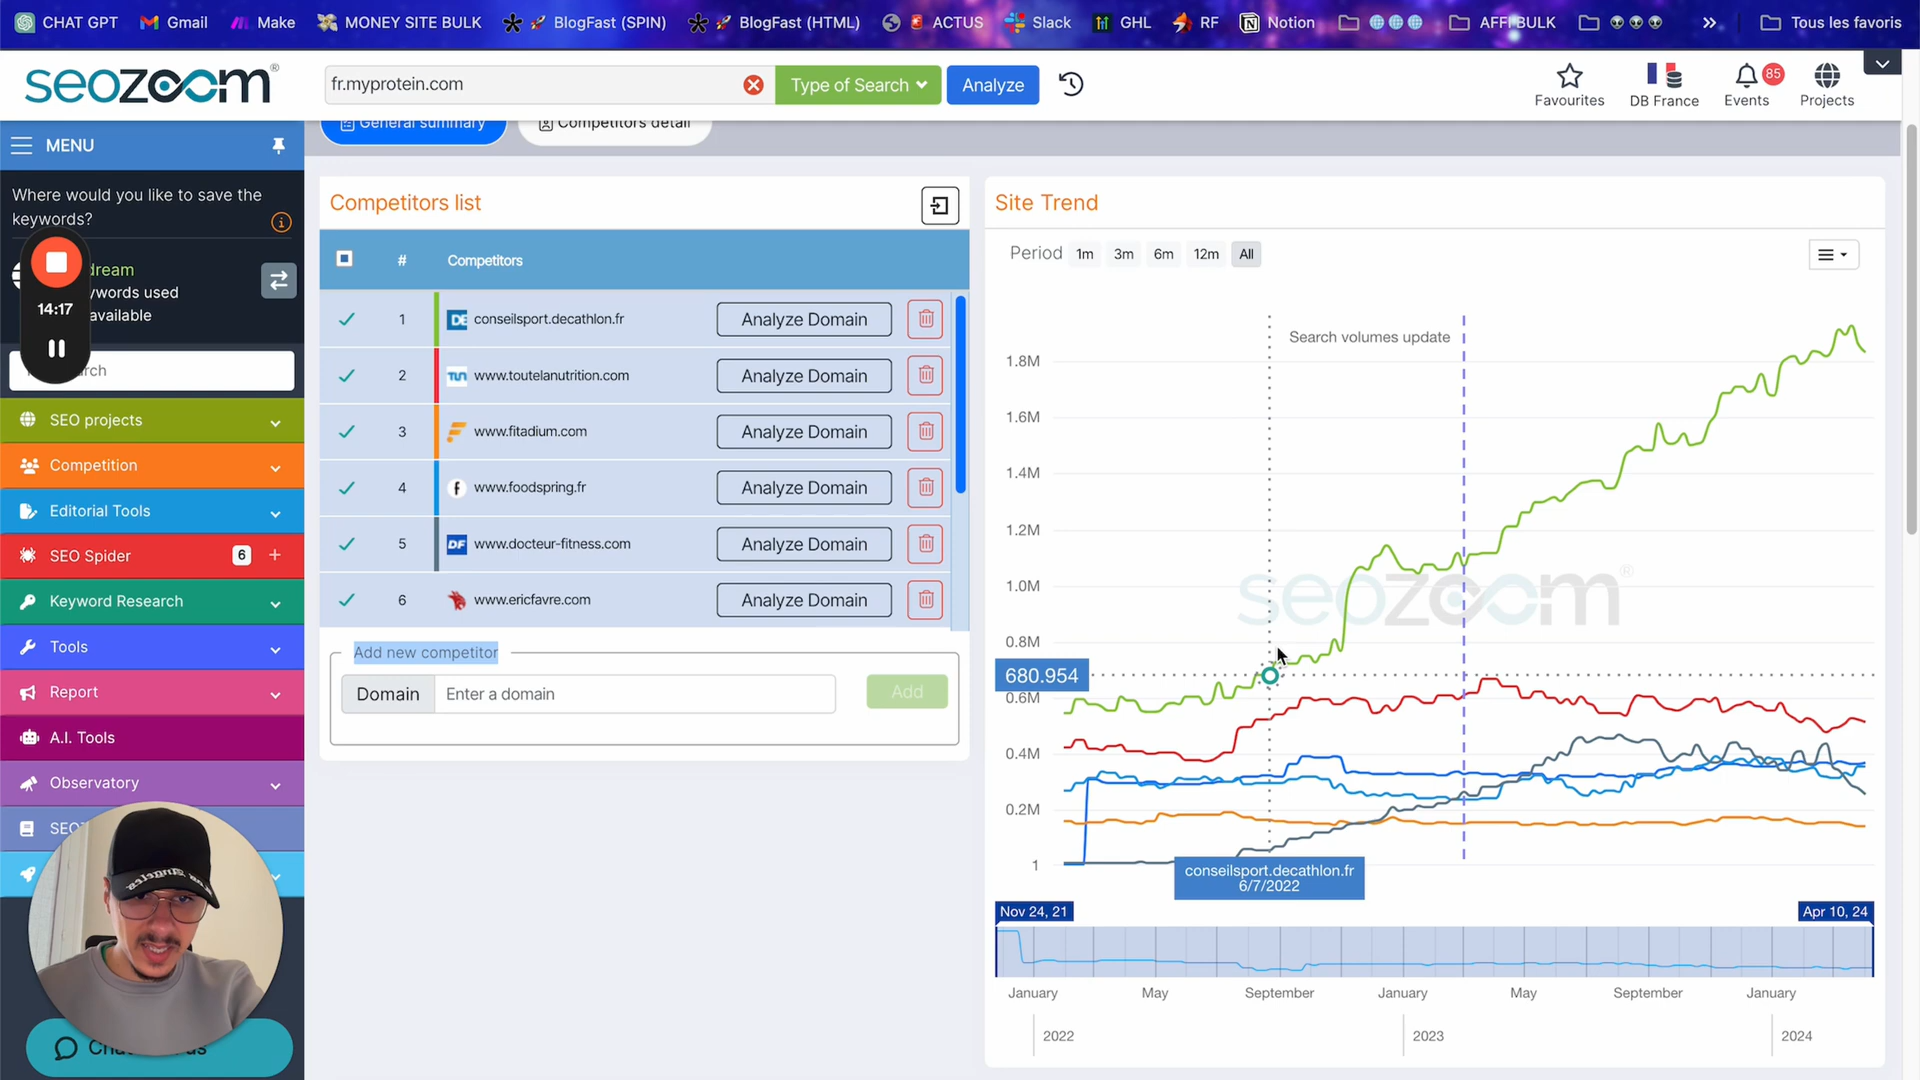 CHAT GPT
Gmail
Make
MONEY SITE BULK
BlogFast (SPIN)
BlogFast (HTML)
ACTUS
Slack
GHL
RF
Notion
AFFI BULK
»
Tous les favoris
seozoom®
fr.myprotein.com
Type of Search
Analyze
Favourites
DB France
Events
85
Projects
MENU
General summary
Competitors detail
Where would you like to save the
keywords?
dream
ywords used
available
14:17
rch
SEO projects
Competition
Editorial Tools
SEO Spider
6
+
Keyword Research
Tools
Report
A.I. Tools
Observatory
SEOZ
Competitors list
#
Competitors
1
DE
conseilsport.decathlon.fr
Analyze Domain
2
TLN
www.toutelanutrition.com
Analyze Domain
3
www.fitadium.com
Analyze Domain
4
f
www.foodspring.fr
Analyze Domain
5
DF
www.docteur-fitness.com
Analyze Domain
6
www.ericfavre.com
Analyze Domain
Add new competitor
Domain
Enter a domain
Add
Site Trend
Period
1m
3m
6m
12m
All
Search volumes update
1.8M
1.6M
1.4M
1.2M
1.0M
0.8M
680.954
0.6M
0.4M
0.2M
1
seozoom®
conseilsport.decathlon.fr
6/7/2022
Nov 24, 21
Apr 10, 24
January
May
September
January
May
September
January
2022
2023
2024